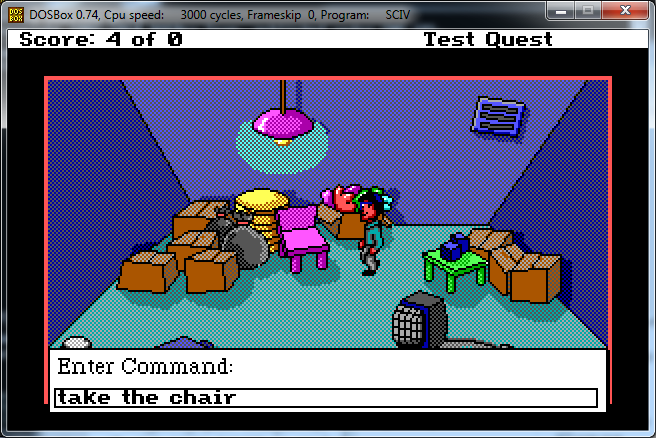 DOSBox 0.74, Cpu speed:    3000 cycles, Frameskip  0, Program:    SCIV
Score: 4 of 0    Test Quest
Enter Command:
take the chair